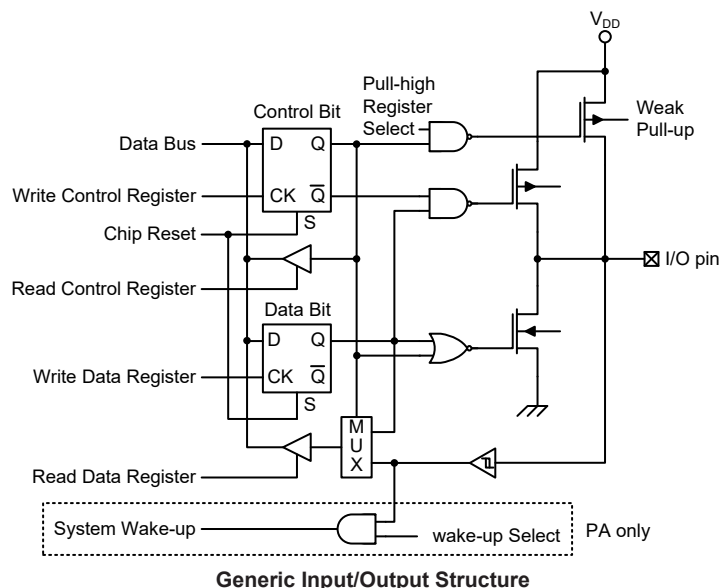 V_DD
Pull-high
Register
Select
Weak
Pull-up
Control Bit
Data Bus
D Q
Write Control Register
CK Q̅
S
Chip Reset
I/O pin
Read Control Register
Data Bit
D Q
Write Data Register
CK Q̅
S
M
U
X
Read Data Register
System Wake-up
wake-up Select
PA only
Generic Input/Output Structure